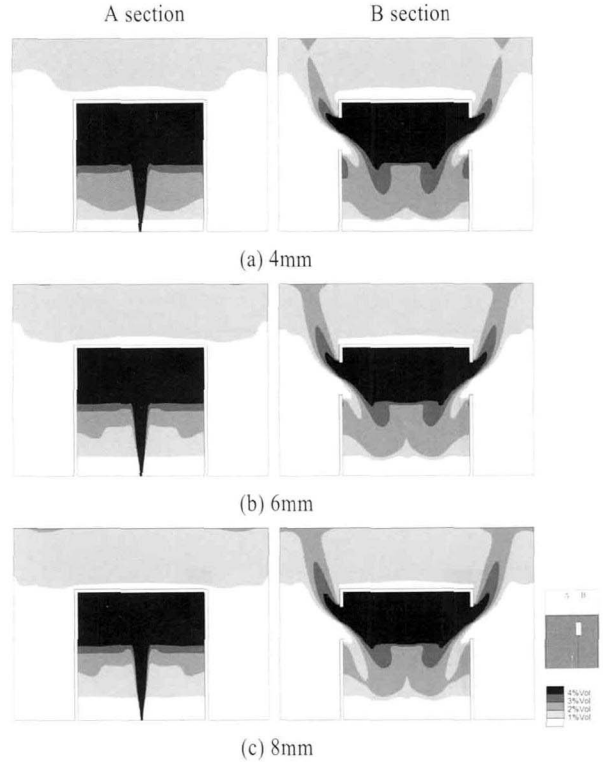 A section
B section
(a) 4mm
(b) 6mm
(c) 8mm
A B
4%Vol
3%Vol
2%Vol
1%Vol